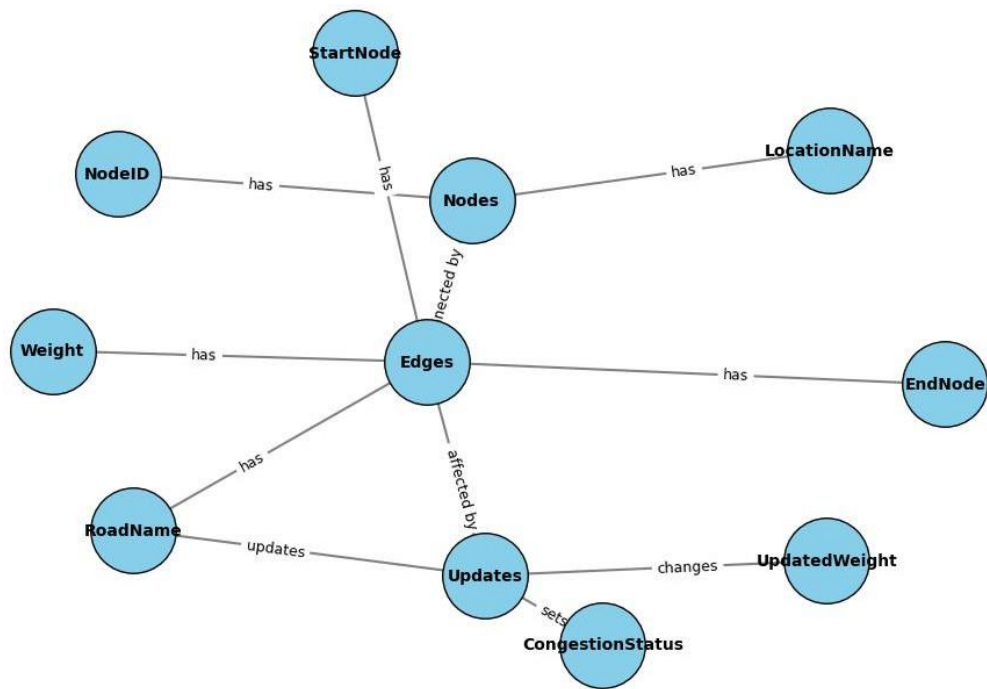 StartNode
LocationName
NodeID
has
has
has
Nodes
nected by
Weight
has
Edges
has
EndNode
has
affected by
RoadName
updates
Updates
changes
UpdatedWeight
sets
CongestionStatus